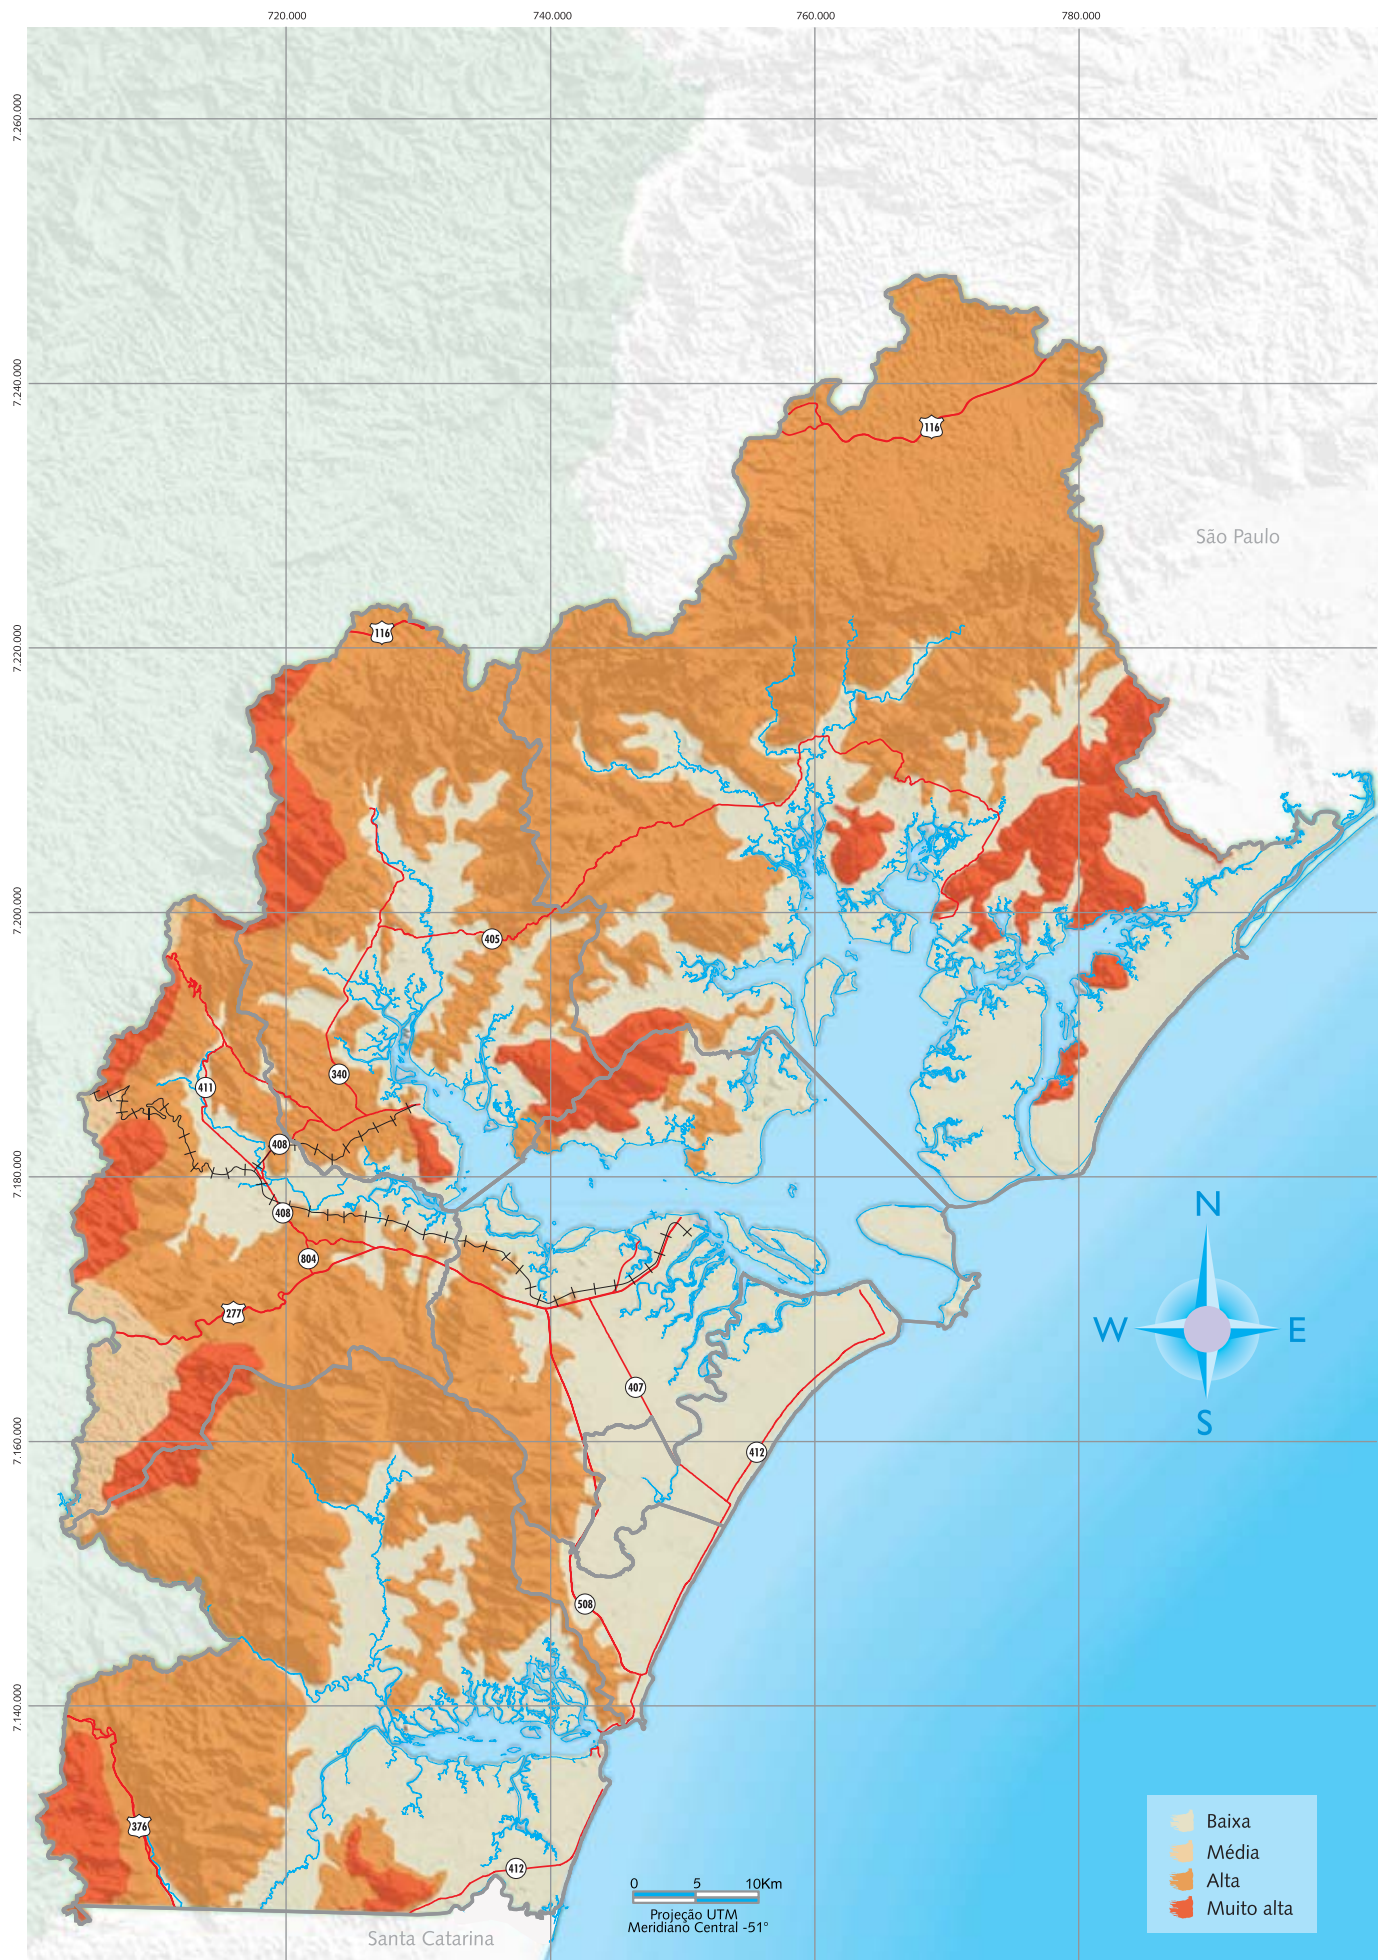 720.000
740.000
760.000
780.000
7.260.000
7.240.000
116
São Paulo
116
7.220.000
7.200.000
405
340
411
408
7.180.000
408
804
277
N
W
E
S
407
412
7.160.000
508
7.140.000
376
412
Baixa
Média
Alta
Muito alta
0
5
10Km
Projeção UTM
Meridiano Central -51°
Santa Catarina